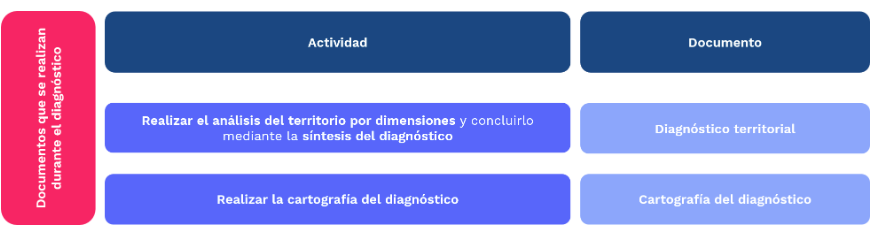 Documentos que se realizan
durante el diagnóstico
Actividad
Documento
Realizar el análisis del territorio por dimensiones y concluirlo
mediante la síntesis del diagnóstico
Diagnóstico territorial
Realizar la cartografía del diagnóstico
Cartografía del diagnóstico